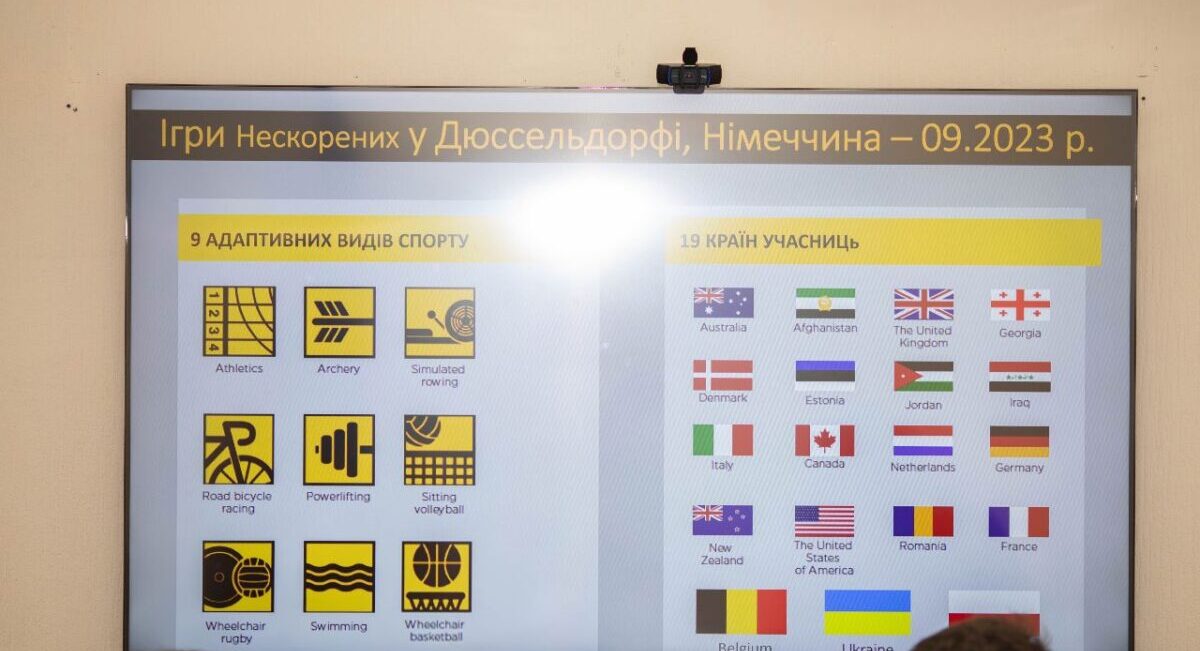 Ігри Нескорених у Дюссельдорфі, Німеччина – 09.2023 р.
9 АДАПТИВНИХ ВИДІВ СПОРТУ
1
2
3
4
Athletics
Archery
Simulated
rowing
Road bicycle
racing
Powerlifting
Sitting
volleyball
Wheelchair
rugby
Swimming
Wheelchair
basketball
19 КРАЇН УЧАСНИЦЬ
Australia
Afghanistan
The United
Kingdom
Georgia
Denmark
Estonia
Jordan
Iraq
Italy
Canada
Netherlands
Germany
New
Zealand
The United
States
of America
Romania
France
Belgium
Ukraine